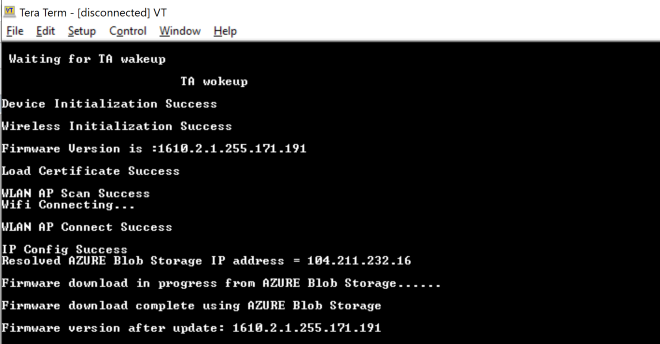 VT Tera Term - [disconnected] VT
File Edit Setup Control Window Help
Waiting for TA wakeup
TA wokeup
Device Initialization Success
Wireless Initialization Success
Firmware Version is :1610.2.1.255.171.191
Load Certificate Success
WLAN AP Scan Success
Wifi Connecting...
WLAN AP Connect Success
IP Config Success
Resolved AZURE Blob Storage IP address = 104.211.232.16
Firmware download in progress from AZURE Blob Storage......
Firmware download complete using AZURE Blob Storage
Firmware version after update: 1610.2.1.255.171.191